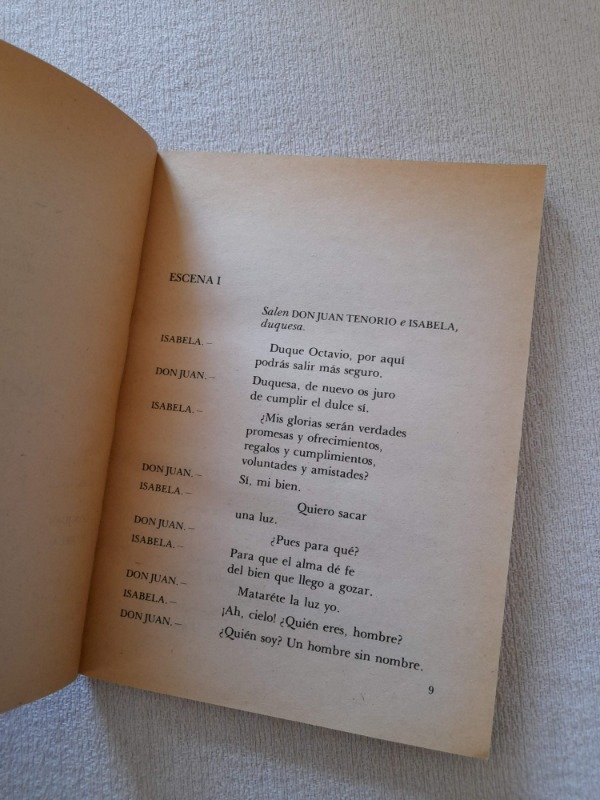 ESCENA I
Salen DON JUAN TENORIO e ISABELA,
duquesa.
ISABELA. – Duque Octavio, por aquí
podrás salir más seguro.
DON JUAN. – Duquesa, de nuevo os juro
de cumplir el dulce sí.
ISABELA. – ¿Mis glorias serán verdades
promesas y ofrecimientos,
regalos y cumplimientos,
voluntades y amistades?
DON JUAN. – Sí, mi bien.
ISABELA. – Quiero sacar
una luz.
DON JUAN. – ¿Pues para qué?
ISABELA. – Para que el alma dé fe
– del bien que llego a gozar.
DON JUAN. – Mataréte la luz yo.
ISABELA. – ¡Ah, cielo! ¿Quién eres, hombre?
DON JUAN. – ¿Quién soy? Un hombre sin nombre.
9